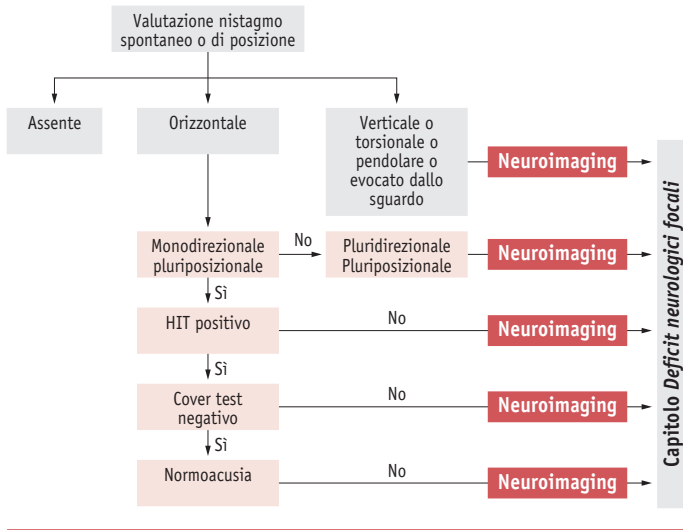 Valutazione nistagmo
spontaneo o di posizione
Assente
Orizzontale
Verticale o
torsionale o
pendolare o
evocato dallo
sguardo
Neuroimaging
Monodirezionale
pluriposizionale
No
Pluridirezionale
Pluriposizionale
Neuroimaging
Sì
HIT positivo
No
Neuroimaging
Sì
Cover test
negativo
No
Neuroimaging
Sì
Normoacusia
No
Neuroimaging
Capitolo Deficit neurologici focali